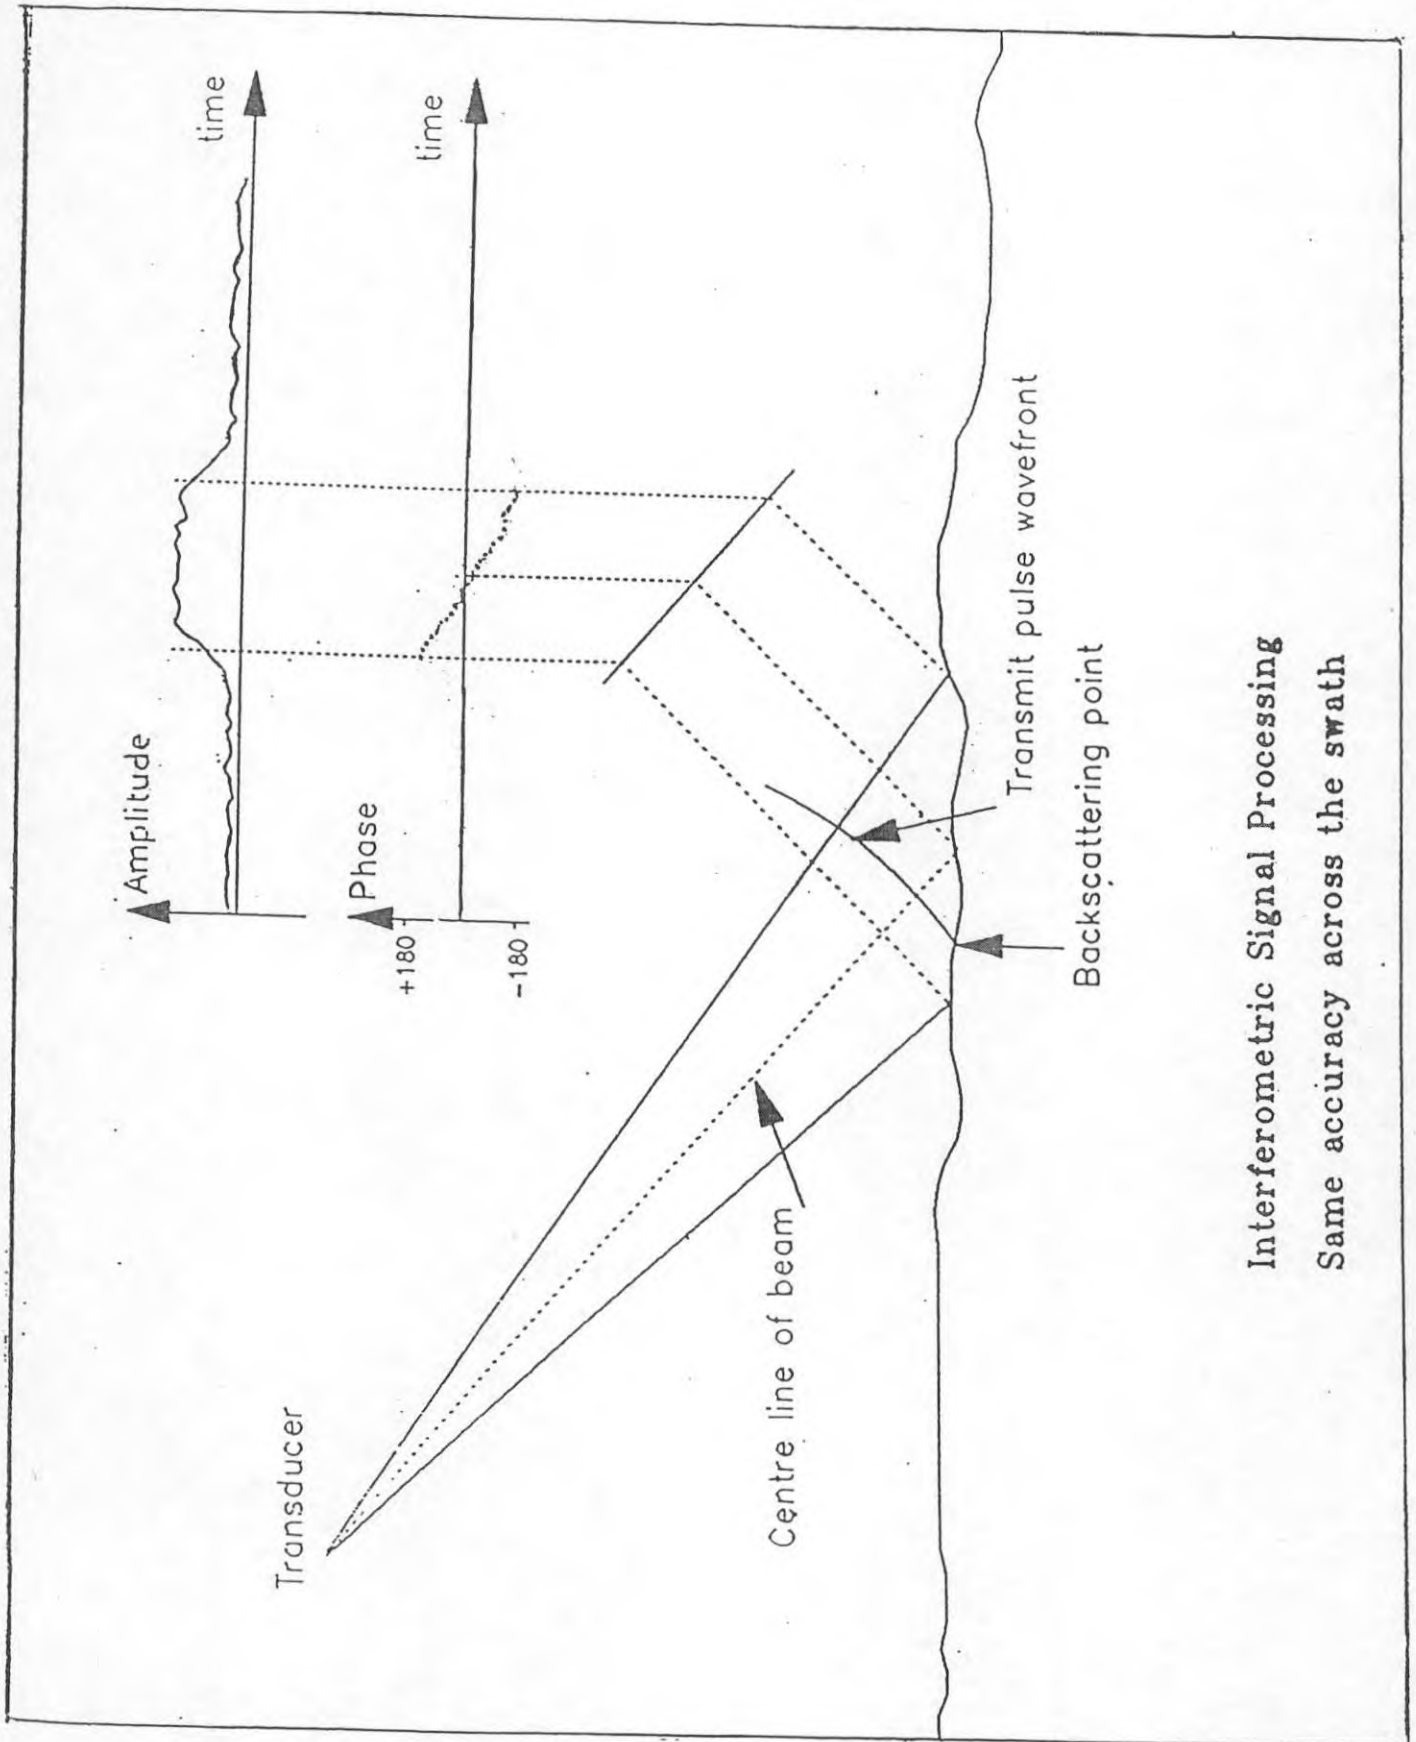 Amplitude
time
Phase
+180
-180
time
Transducer
Centre line of beam
Transmit pulse wavefront
Backscattering point
Interferometric Signal Processing
Same accuracy across the swath